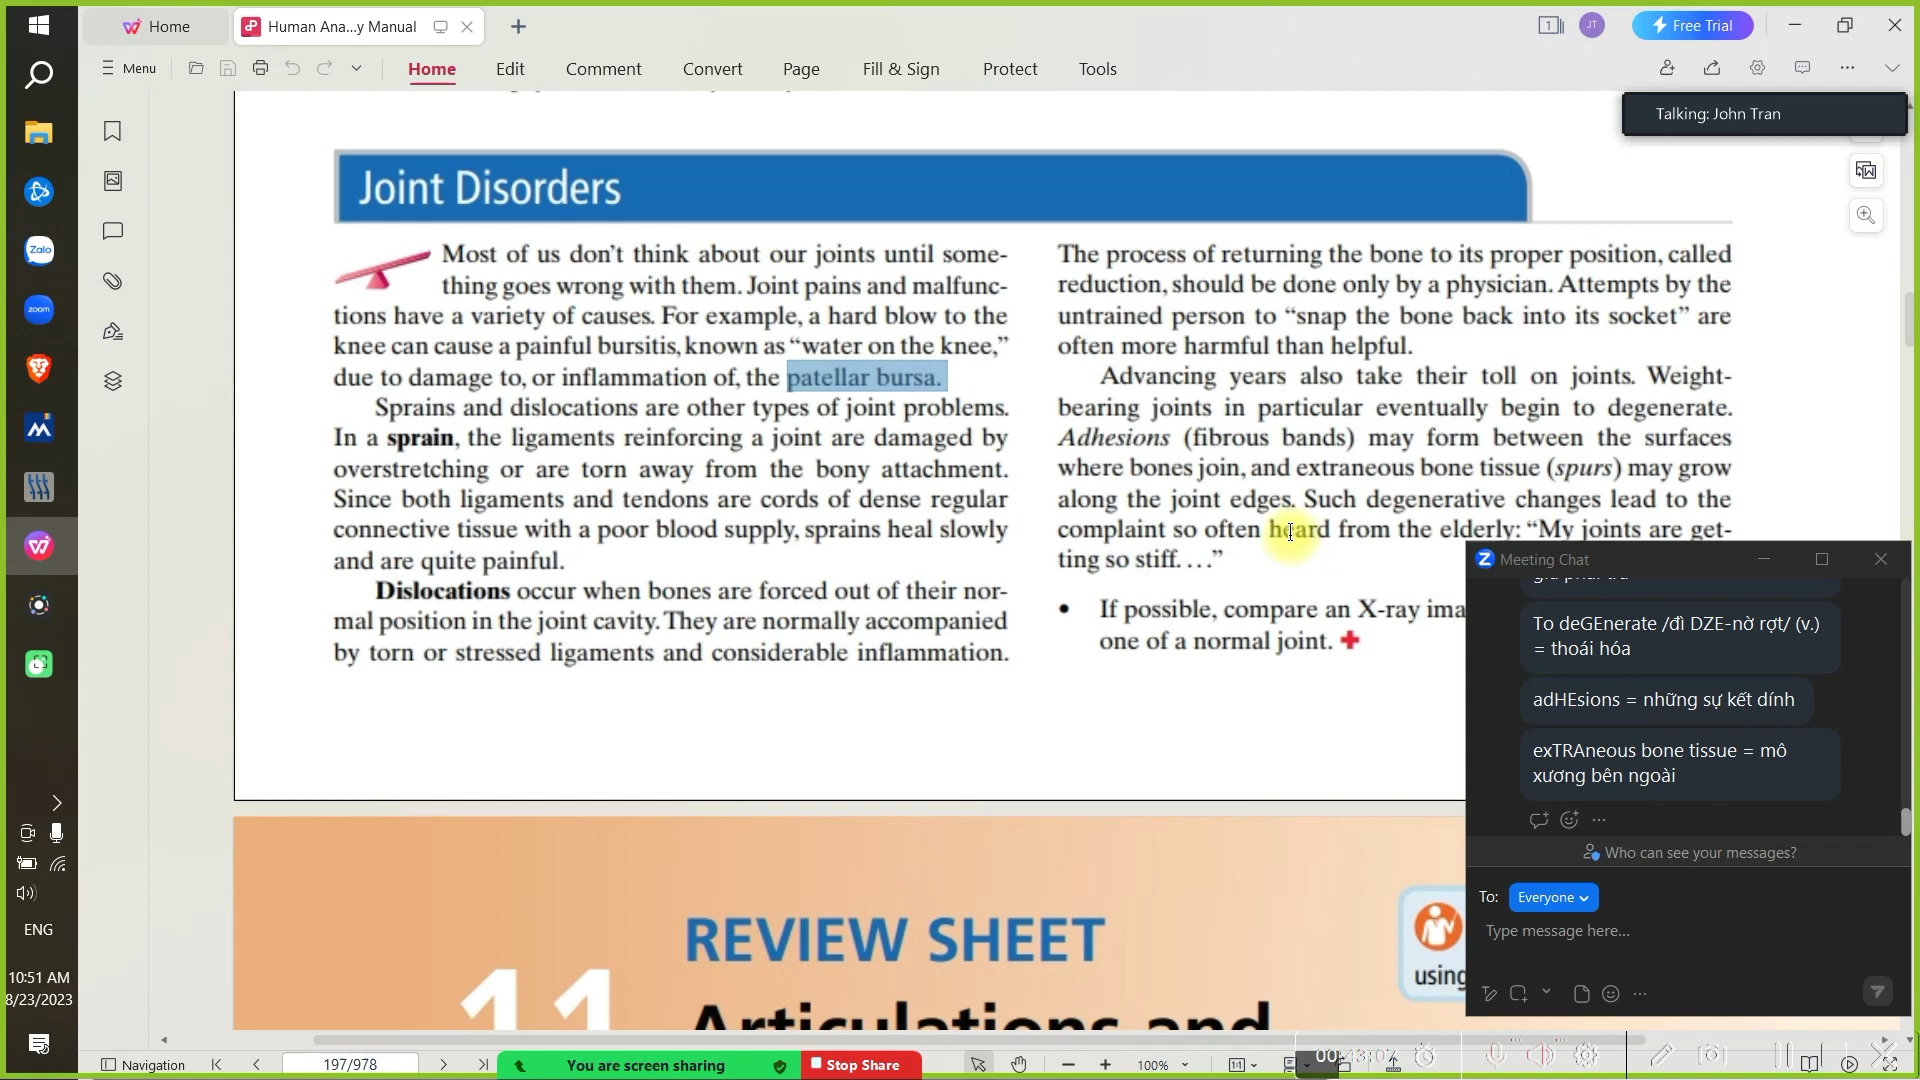 Home
Human Ana...y Manual
JT
Free Trial
Menu
Home
Edit
Comment
Convert
Page
Fill & Sign
Protect
Tools
Talking: John Tran
Joint Disorders
Most of us don't think about our joints until some-
thing goes wrong with them. Joint pains and malfunc-
tions have a variety of causes. For example, a hard blow to the
knee can cause a painful bursitis, known as "water on the knee,"
due to damage to, or inflammation of, the patellar bursa.
Sprains and dislocations are other types of joint problems.
In a sprain, the ligaments reinforcing a joint are damaged by
overstretching or are torn away from the bony attachment.
Since both ligaments and tendons are cords of dense regular
connective tissue with a poor blood supply, sprains heal slowly
and are quite painful.
Dislocations occur when bones are forced out of their nor-
mal position in the joint cavity. They are normally accompanied
by torn or stressed ligaments and considerable inflammation.
The process of returning the bone to its proper position, called
reduction, should be done only by a physician. Attempts by the
untrained person to "snap the bone back into its socket" are
often more harmful than helpful.
Advancing years also take their toll on joints. Weight-
bearing joints in particular eventually begin to degenerate.
Adhesions (fibrous bands) may form between the surfaces
where bones join, and extraneous bone tissue (spurs) may grow
along the joint edges. Such degenerative changes lead to the
complaint so often heard from the elderly: "My joints are get-
ting so stiff. ..."
• If possible, compare an X-ray ima
one of a normal joint.
REVIEW SHEET
11
Articulations and
using
Meeting Chat
To deGEnerate /đì DZE-nờ rợt/ (v.)
= thoái hóa
adHEsions = những sự kết dính
exTRAneous bone tissue = mô
xương bên ngoài
Who can see your messages?
To: Everyone
Type message here...
Zalo
zoom
ENG
10:51 AM
8/23/2023
Navigation
197/978
You are screen sharing
Stop Share
100%